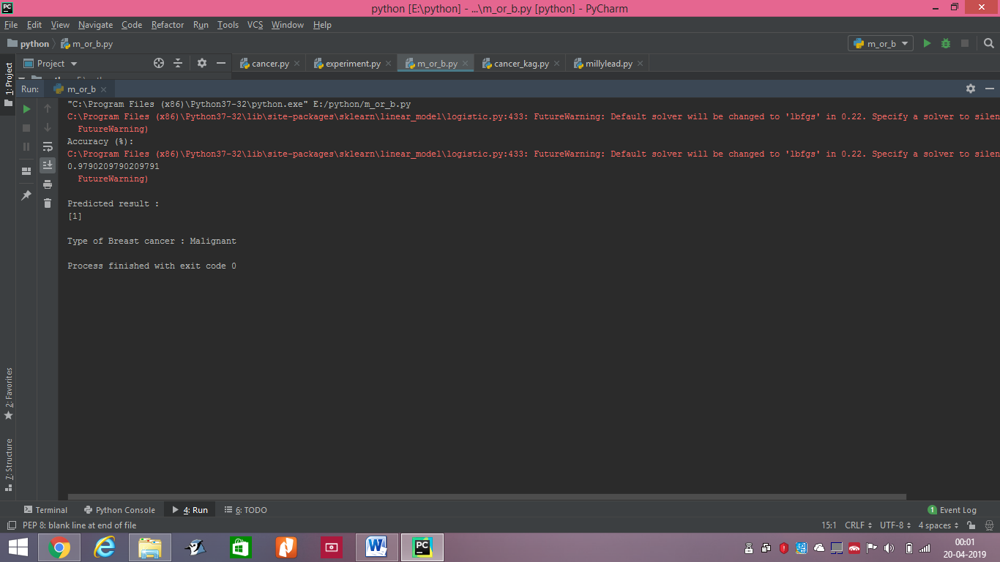 PC
python [E:\python] - ...\m_or_b.py [python] - PyCharm
File Edit View Navigate Code Refactor Run Tools VCS Window Help
python m_or_b.py m_or_b
1: Project
Project cancer.py experiment.py m_or_b.py cancer_kag.py millylead.py
Run: m_or_b
"C:\Program Files (x86)\Python37-32\python.exe" E:/python/m_or_b.py
C:\Program Files (x86)\Python37-32\lib\site-packages\sklearn\linear_model\logistic.py:433: FutureWarning: Default solver will be changed to 'lbfgs' in 0.22. Specify a solver to silen
FutureWarning)
Accuracy (%):
C:\Program Files (x86)\Python37-32\lib\site-packages\sklearn\linear_model\logistic.py:433: FutureWarning: Default solver will be changed to 'lbfgs' in 0.22. Specify a solver to silen
0.9790209790209791
FutureWarning)
Predicted result :
[1]
Type of Breast cancer : Malignant
Process finished with exit code 0
2: Favorites
7: Structure
Terminal Python Console 4: Run 6: TODO 1 Event Log
PEP 8: blank line at end of file 15:1 CRLF UTF-8 4 spaces
W PC 00:01
20-04-2019